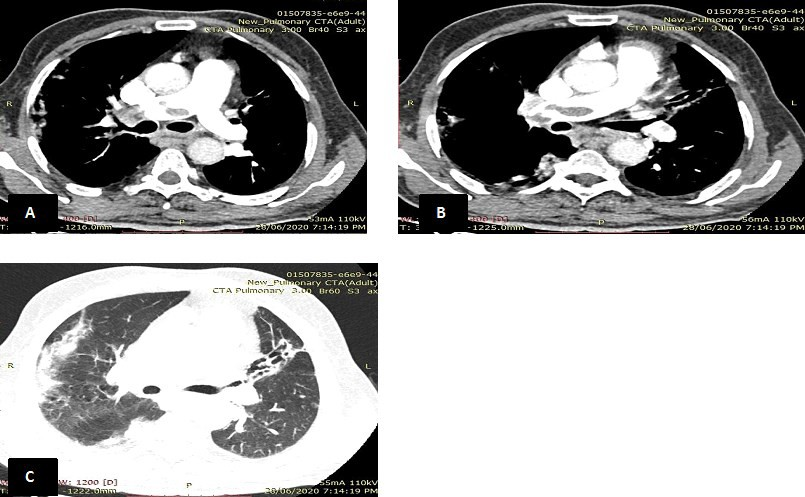 01507835-e6e9-44
New_Pulmonary CTA(Adult)
CTA Pulmonary 3.00 Br40 S3 ax
R
L
A
P
53mA 110kV
-1216.0mm
28/06/2020 7:14:19 PM
01507835-e6e9-44
New_Pulmonary CTA(Adult)
CTA Pulmonary 3.00 Br40 S3 ax
R
L
B
P
56mA 110kV
-1225.0mm
28/06/2020 7:14:19 PM
01507835-e6e9-44
New_Pulmonary CTA(Adult)
CTA Pulmonary 3.00 Br60 S3 ax
R
L
C
W: 1200 [D]
P
55mA 110kV
-1222.0mm
28/06/2020 7:14:19 PM